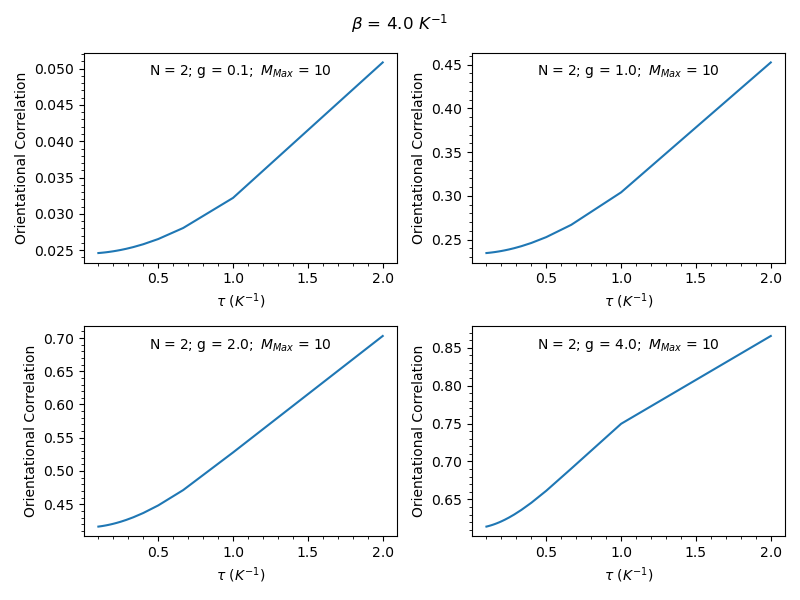 β = 4.0 K⁻¹
N = 2; g = 0.1; M_Max = 10
Orientational Correlation
0.050
0.045
0.040
0.035
0.030
0.025
0.5 1.0 1.5 2.0
τ (K⁻¹)
N = 2; g = 1.0; M_Max = 10
Orientational Correlation
0.45
0.40
0.35
0.30
0.25
0.5 1.0 1.5 2.0
τ (K⁻¹)
N = 2; g = 2.0; M_Max = 10
Orientational Correlation
0.70
0.65
0.60
0.55
0.50
0.45
0.5 1.0 1.5 2.0
τ (K⁻¹)
N = 2; g = 4.0; M_Max = 10
Orientational Correlation
0.85
0.80
0.75
0.70
0.65
0.5 1.0 1.5 2.0
τ (K⁻¹)